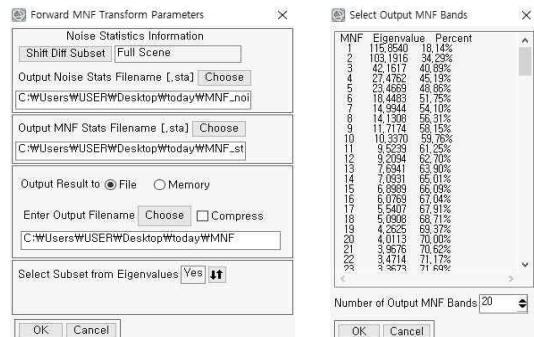 Forward MNF Transform Parameters
Noise Statistics Information
Shift Diff Subset Full Scene
Output Noise Stats Filename [.sta] Choose
C:₩Users₩USER₩Desktop₩today₩MNF_noi
Output MNF Stats Filename [.sta] Choose
C:₩Users₩USER₩Desktop₩today₩MNF_st
Output Result to File Memory
Enter Output Filename Choose Compress
C:₩Users₩USER₩Desktop₩today₩MNF
Select Subset from Eigenvalues Yes
OK Cancel
Select Output MNF Bands
MNF Eigenvalue Percent
1 115,8540 18,14%
2 103,1916 34,29%
3 42,1617 40,89%
4 27,4762 45,19%
5 23,4669 48,86%
6 18,4483 51,75%
7 14,9944 54,10%
8 14,1308 56,31%
9 11,7174 58,15%
10 10,3370 59,76%
11 9,5239 61,25%
12 9,2094 62,70%
13 7,6941 63,90%
14 7,0931 65,01%
15 6,8989 66,09%
16 6,0769 67,04%
17 5,5407 67,91%
18 5,0908 68,71%
19 4,2625 69,37%
20 4,0113 70,00%
21 3,9676 70,62%
22 3,4714 71,17%
23 3,3673 71,69%
Number of Output MNF Bands 20
OK Cancel